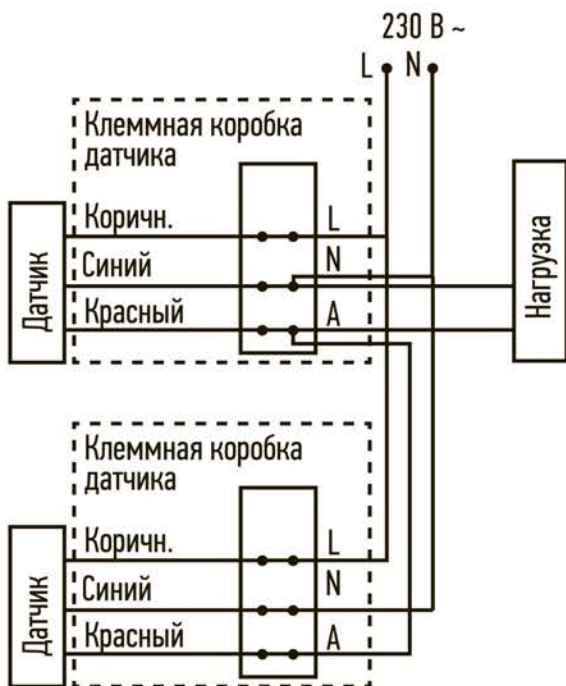 230 В ~
L N
Клеммная коробка
датчика
Датчик
Коричн.
Синий
Красный
L
N
A
Нагрузка
Клеммная коробка
датчика
Датчик
Коричн.
Синий
Красный
L
N
A